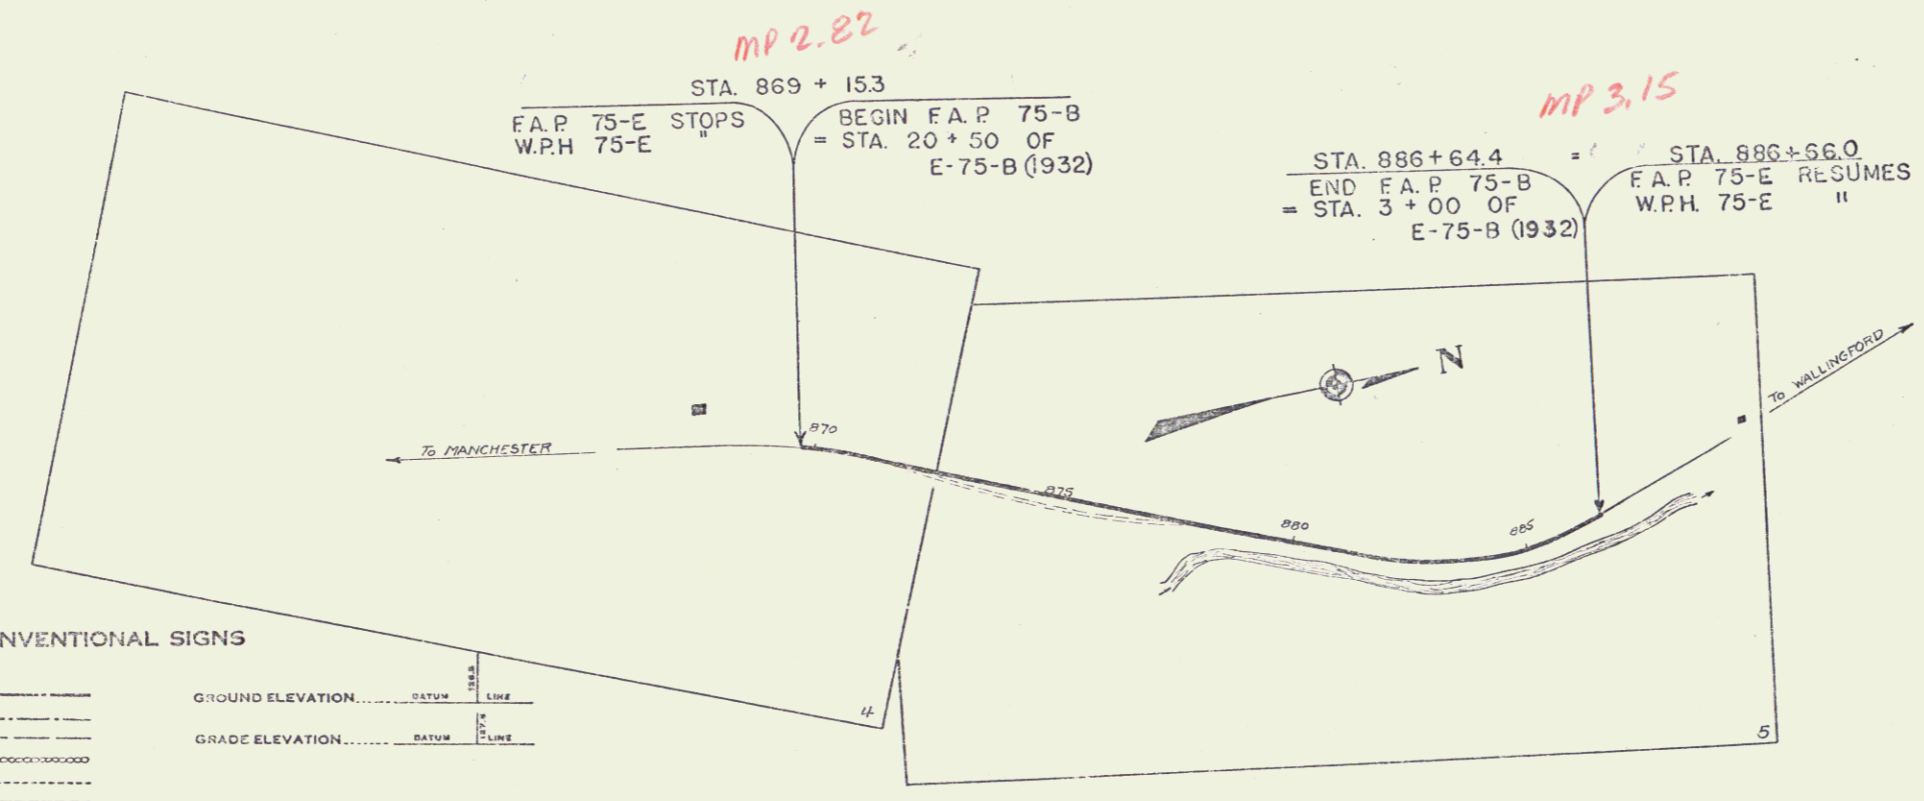 MP 2.82
STA. 869 + 15.3
F.A.P. 75-E STOPS
W.P.H 75-E "
BEGIN F.A.P. 75-B
= STA. 20 + 50 OF
E-75-B (1932)
MP 3.15
STA. 886+64.4 = STA. 886+66.0
END F.A.P. 75-B
= STA. 3 + 00 OF
E-75-B (1932)
F.A.P. 75-E RESUMES
W.P.H. 75-E "
N
TO WALLINGFORD
TO MANCHESTER
870
875
880
885
4
5
NVENTIONAL SIGNS
GROUND ELEVATION DATUM LINE
GRADE ELEVATION DATUM LINE